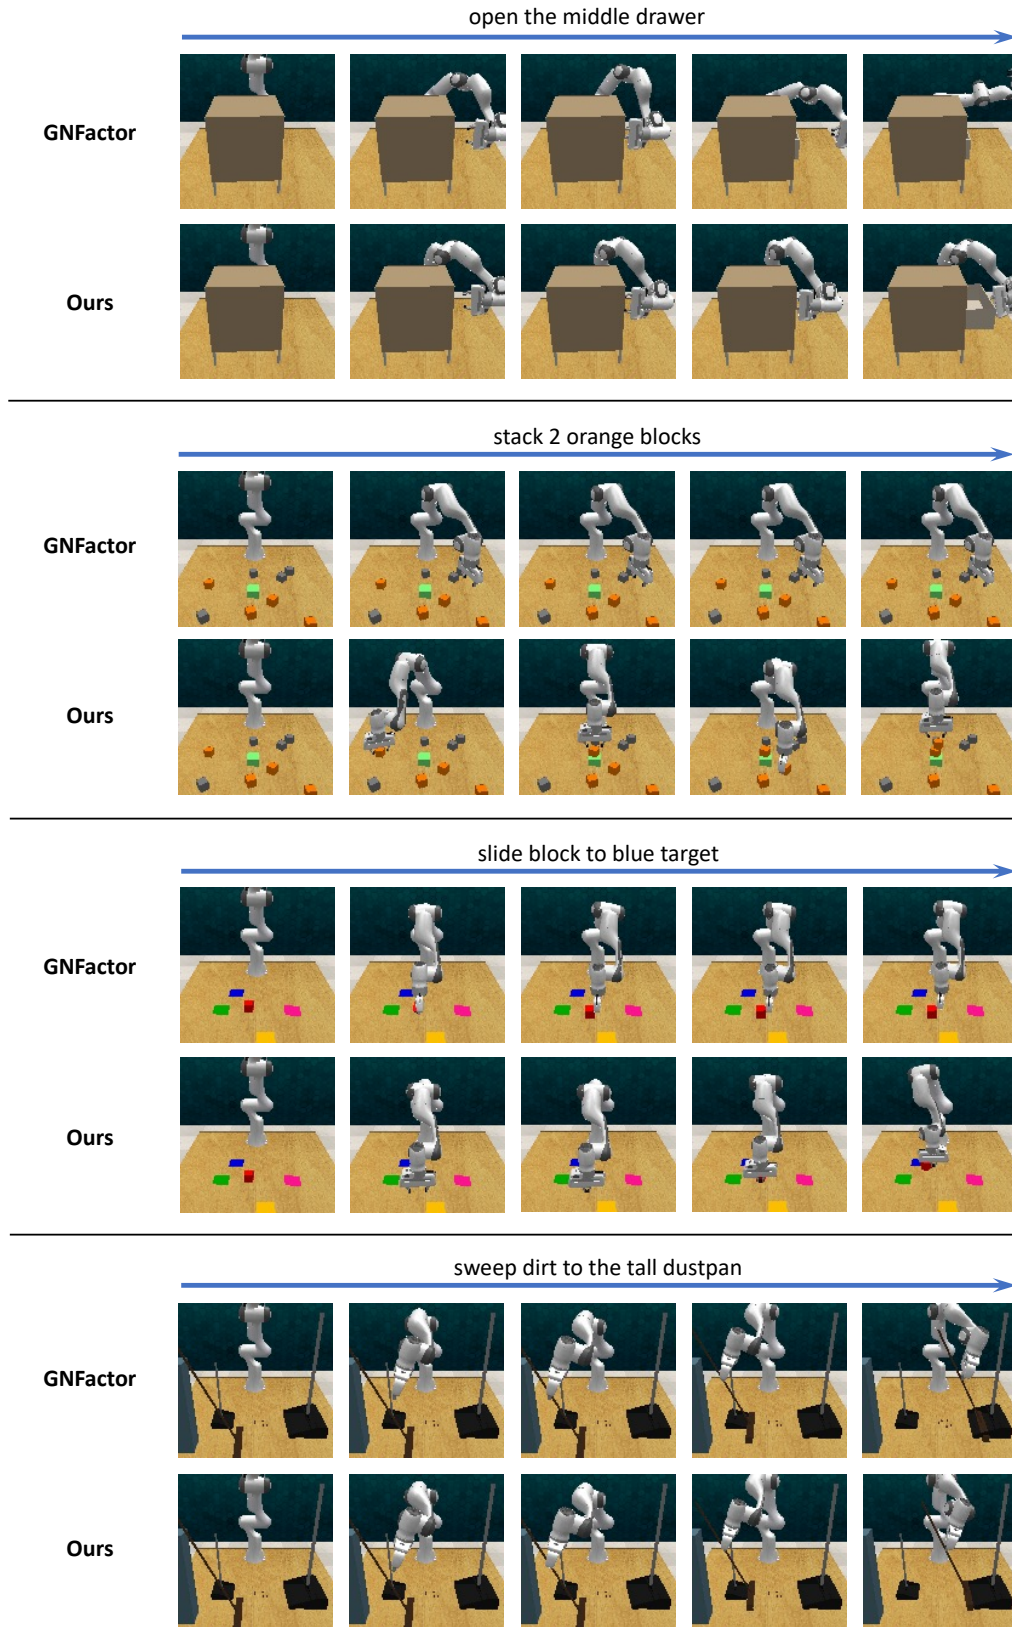 open the middle drawer
GNFactor
Ours
stack 2 orange blocks
GNFactor
Ours
slide block to blue target
GNFactor
Ours
sweep dirt to the tall dustpan
GNFactor
Ours